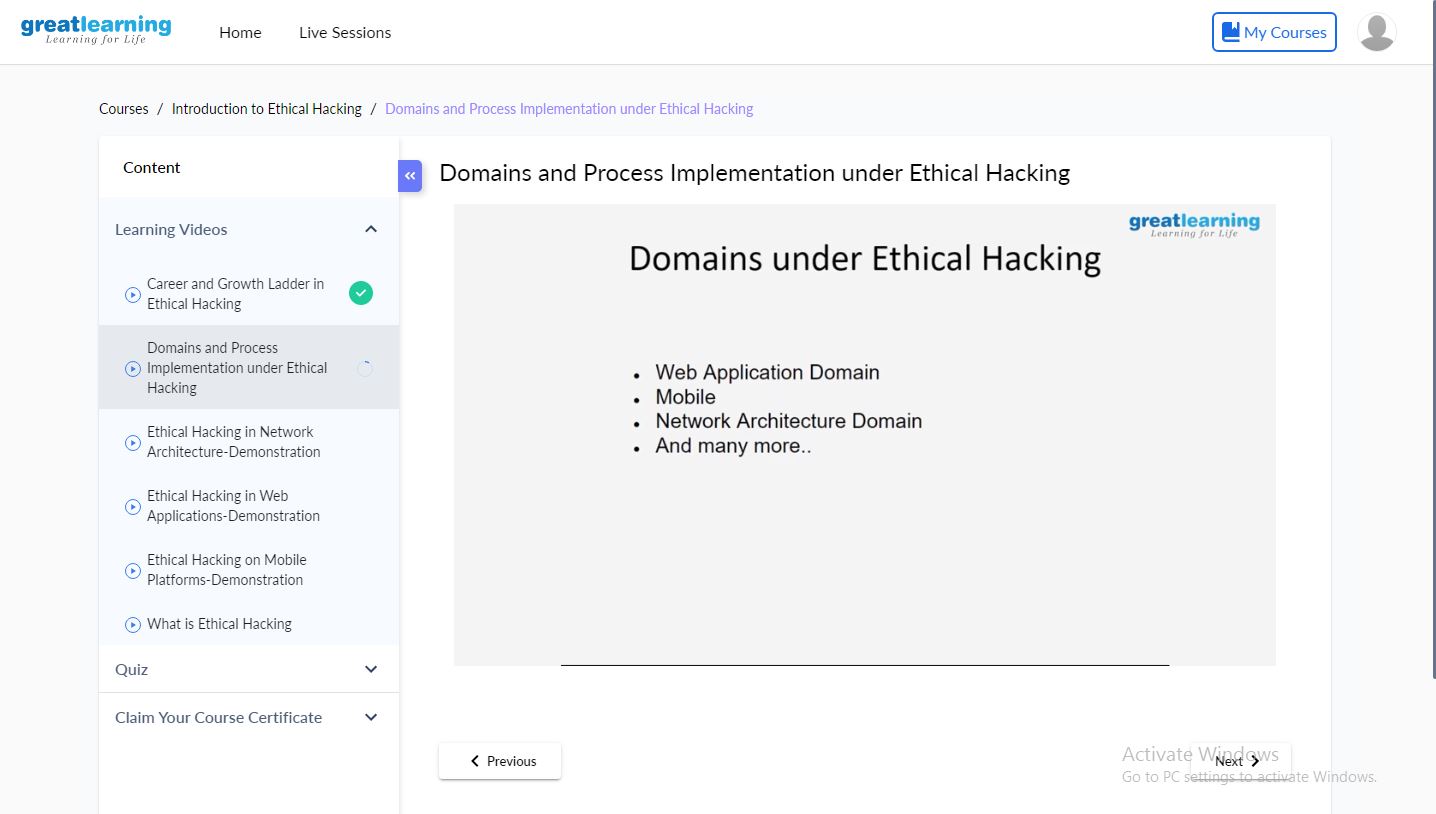 greatlearning
Learning for Life
Home
Live Sessions
My Courses
Courses / Introduction to Ethical Hacking / Domains and Process Implementation under Ethical Hacking
Content
Learning Videos
Career and Growth Ladder in
Ethical Hacking
Domains and Process
Implementation under Ethical
Hacking
Ethical Hacking in Network
Architecture-Demonstration
Ethical Hacking in Web
Applications-Demonstration
Ethical Hacking on Mobile
Platforms-Demonstration
What is Ethical Hacking
Quiz
Claim Your Course Certificate
Domains and Process Implementation under Ethical Hacking
greatlearning
Learning for Life
Domains under Ethical Hacking
• Web Application Domain
• Mobile
• Network Architecture Domain
• And many more..
Previous
Next
Activate Windows
Go to PC settings to activate Windows.